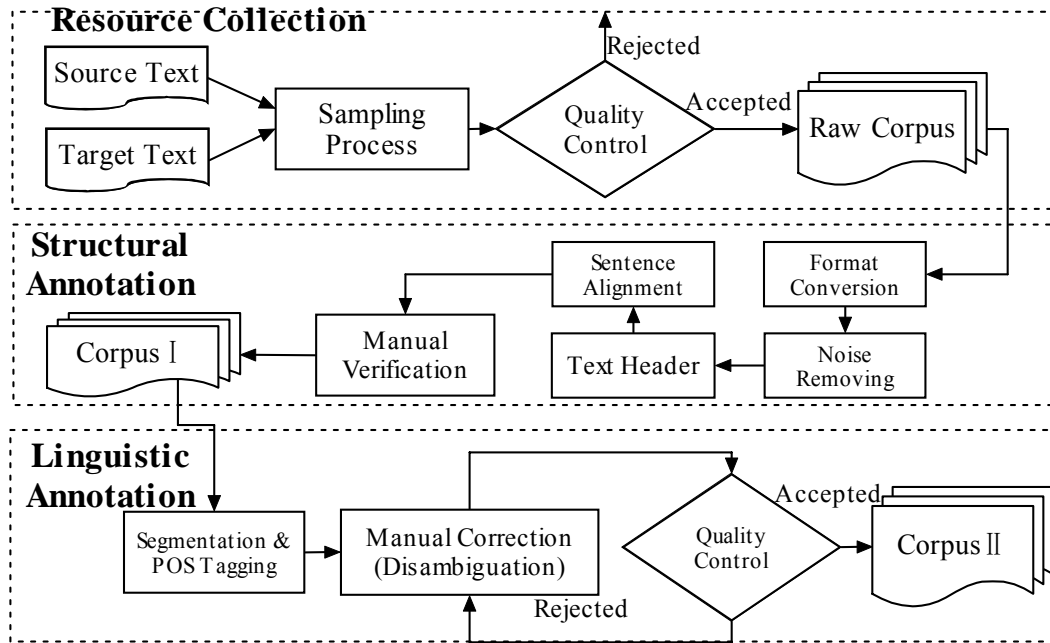 Resource Collection
Source Text
Target Text
Sampling
Process
Quality
Control
Rejected
Accepted
Raw Corpus
Structural
Annotation
Format
Conversion
Noise
Removing
Text Header
Sentence
Alignment
Manual
Verification
Corpus Ⅰ
Linguistic
Annotation
Segmentation &
POS Tagging
Manual Correction
(Disambiguation)
Rejected
Quality
Control
Accepted
Corpus Ⅱ